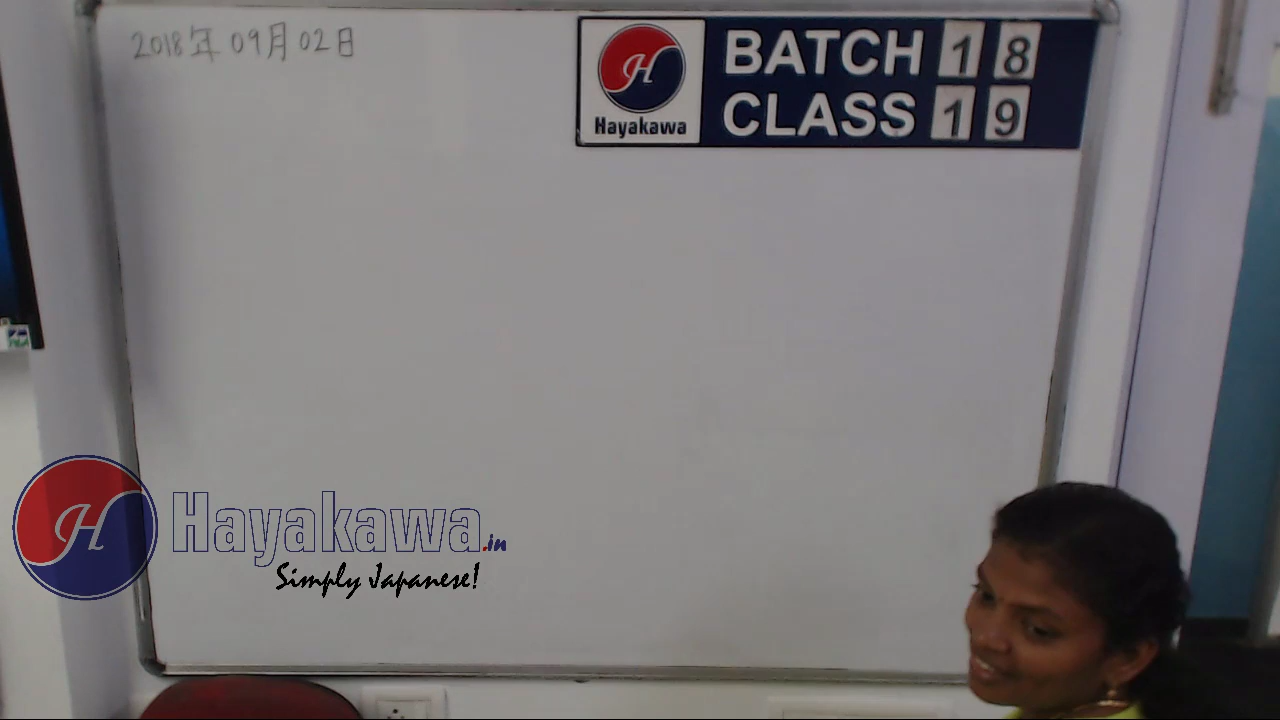 2018年 09月 02日
BATCH 18
CLASS 19
H
Hayakawa
H
Hayakawa.in
Simply Japanese!